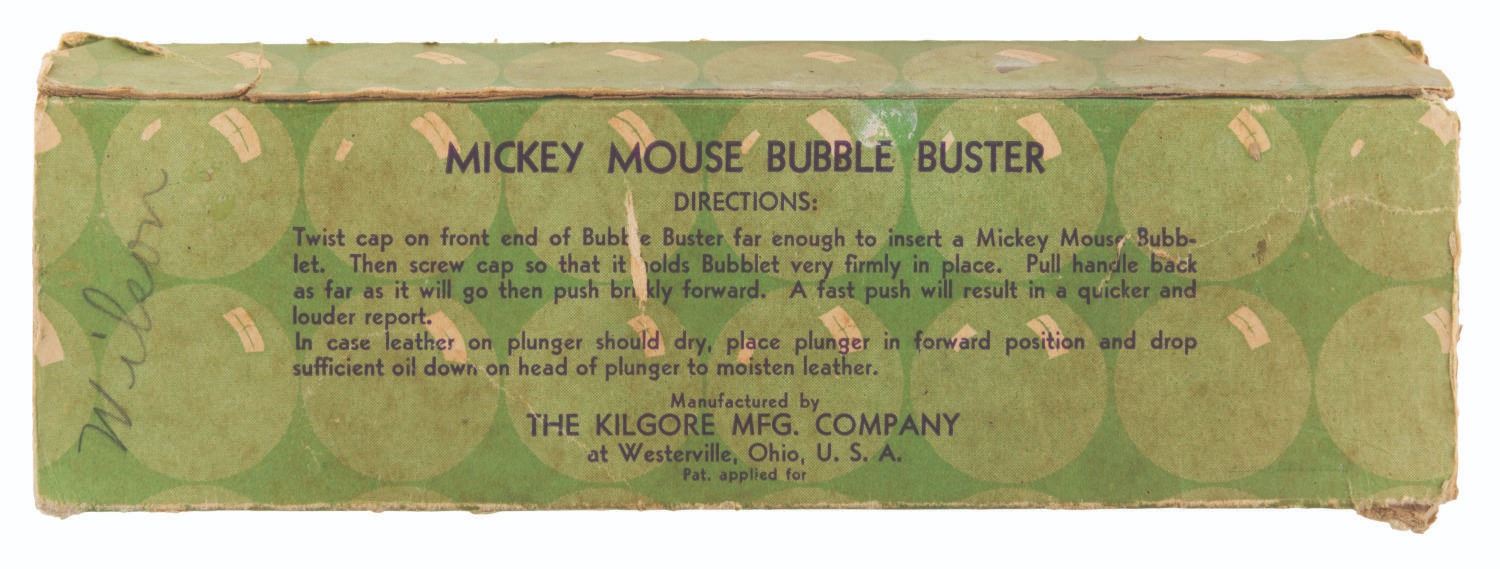 MICKEY MOUSE BUBBLE BUSTER
DIRECTIONS:
Twist cap on front end of Bubble Buster far enough to insert a Mickey Mouse Bubb-
let. Then screw cap so that it holds Bubblet very firmly in place. Pull handle back
as far as it will go then push briskly forward. A fast push will result in a quicker and
louder report.
In case leather on plunger should dry, place plunger in forward position and drop
sufficient oil down on head of plunger to moisten leather.
Manufactured by
THE KILGORE MFG. COMPANY
at Westerville, Ohio, U. S. A.
Pat. applied for
Wilson